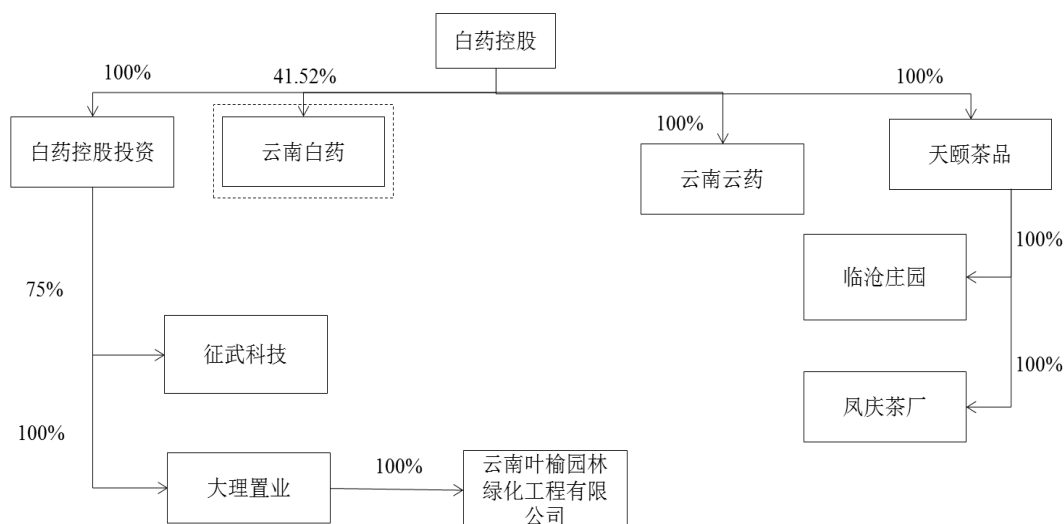 白药控股
100%
41.52%
100%
白药控股投资
云南白药
100%
云南云药
天颐茶品
100%
临沧庄园
75%
征武科技
100%
凤庆茶厂
100%
大理置业
100%
云南叶榆园林
绿化工程有限
公司